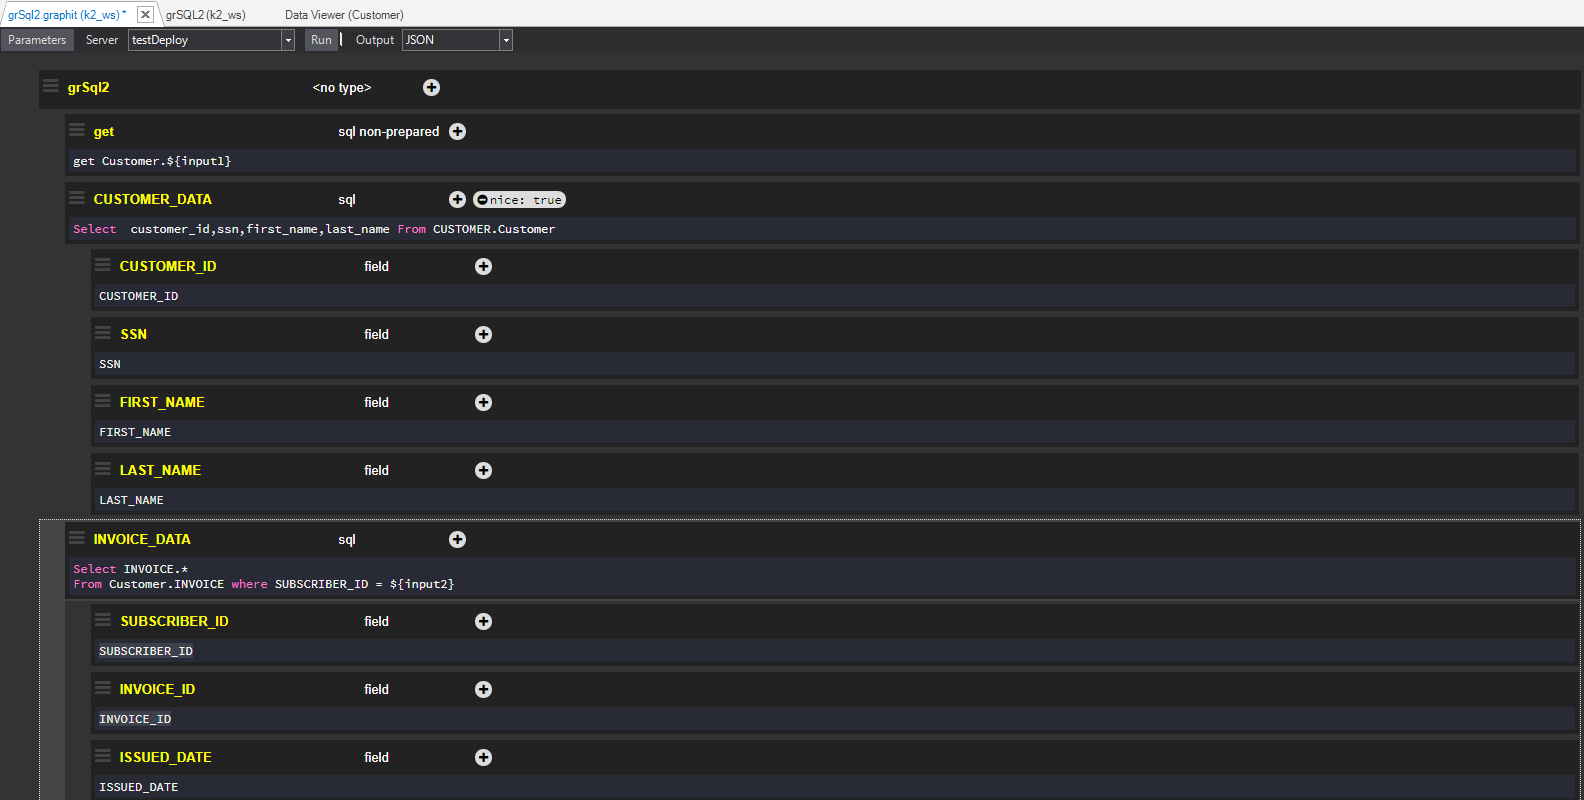 grSql2.graphit (k2_ws) * grSQL2 (k2_ws) Data Viewer (Customer)
Parameters Server testDeploy Run Output JSON
grSql2 <no type>
get sql non-prepared
get Customer.${input1}
CUSTOMER_DATA sql nice: true
Select  customer_id,ssn,first_name,last_name From CUSTOMER.Customer
CUSTOMER_ID field
CUSTOMER_ID
SSN field
SSN
FIRST_NAME field
FIRST_NAME
LAST_NAME field
LAST_NAME
INVOICE_DATA sql
Select INVOICE.*
From Customer.INVOICE where SUBSCRIBER_ID = ${input2}
SUBSCRIBER_ID field
SUBSCRIBER_ID
INVOICE_ID field
INVOICE_ID
ISSUED_DATE field
ISSUED_DATE